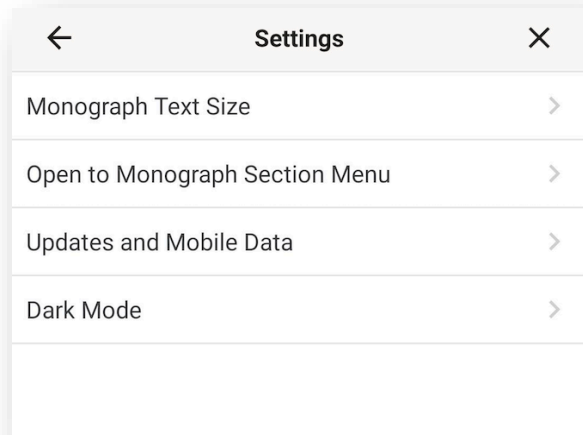 Settings
Monograph Text Size
Open to Monograph Section Menu
Updates and Mobile Data
Dark Mode